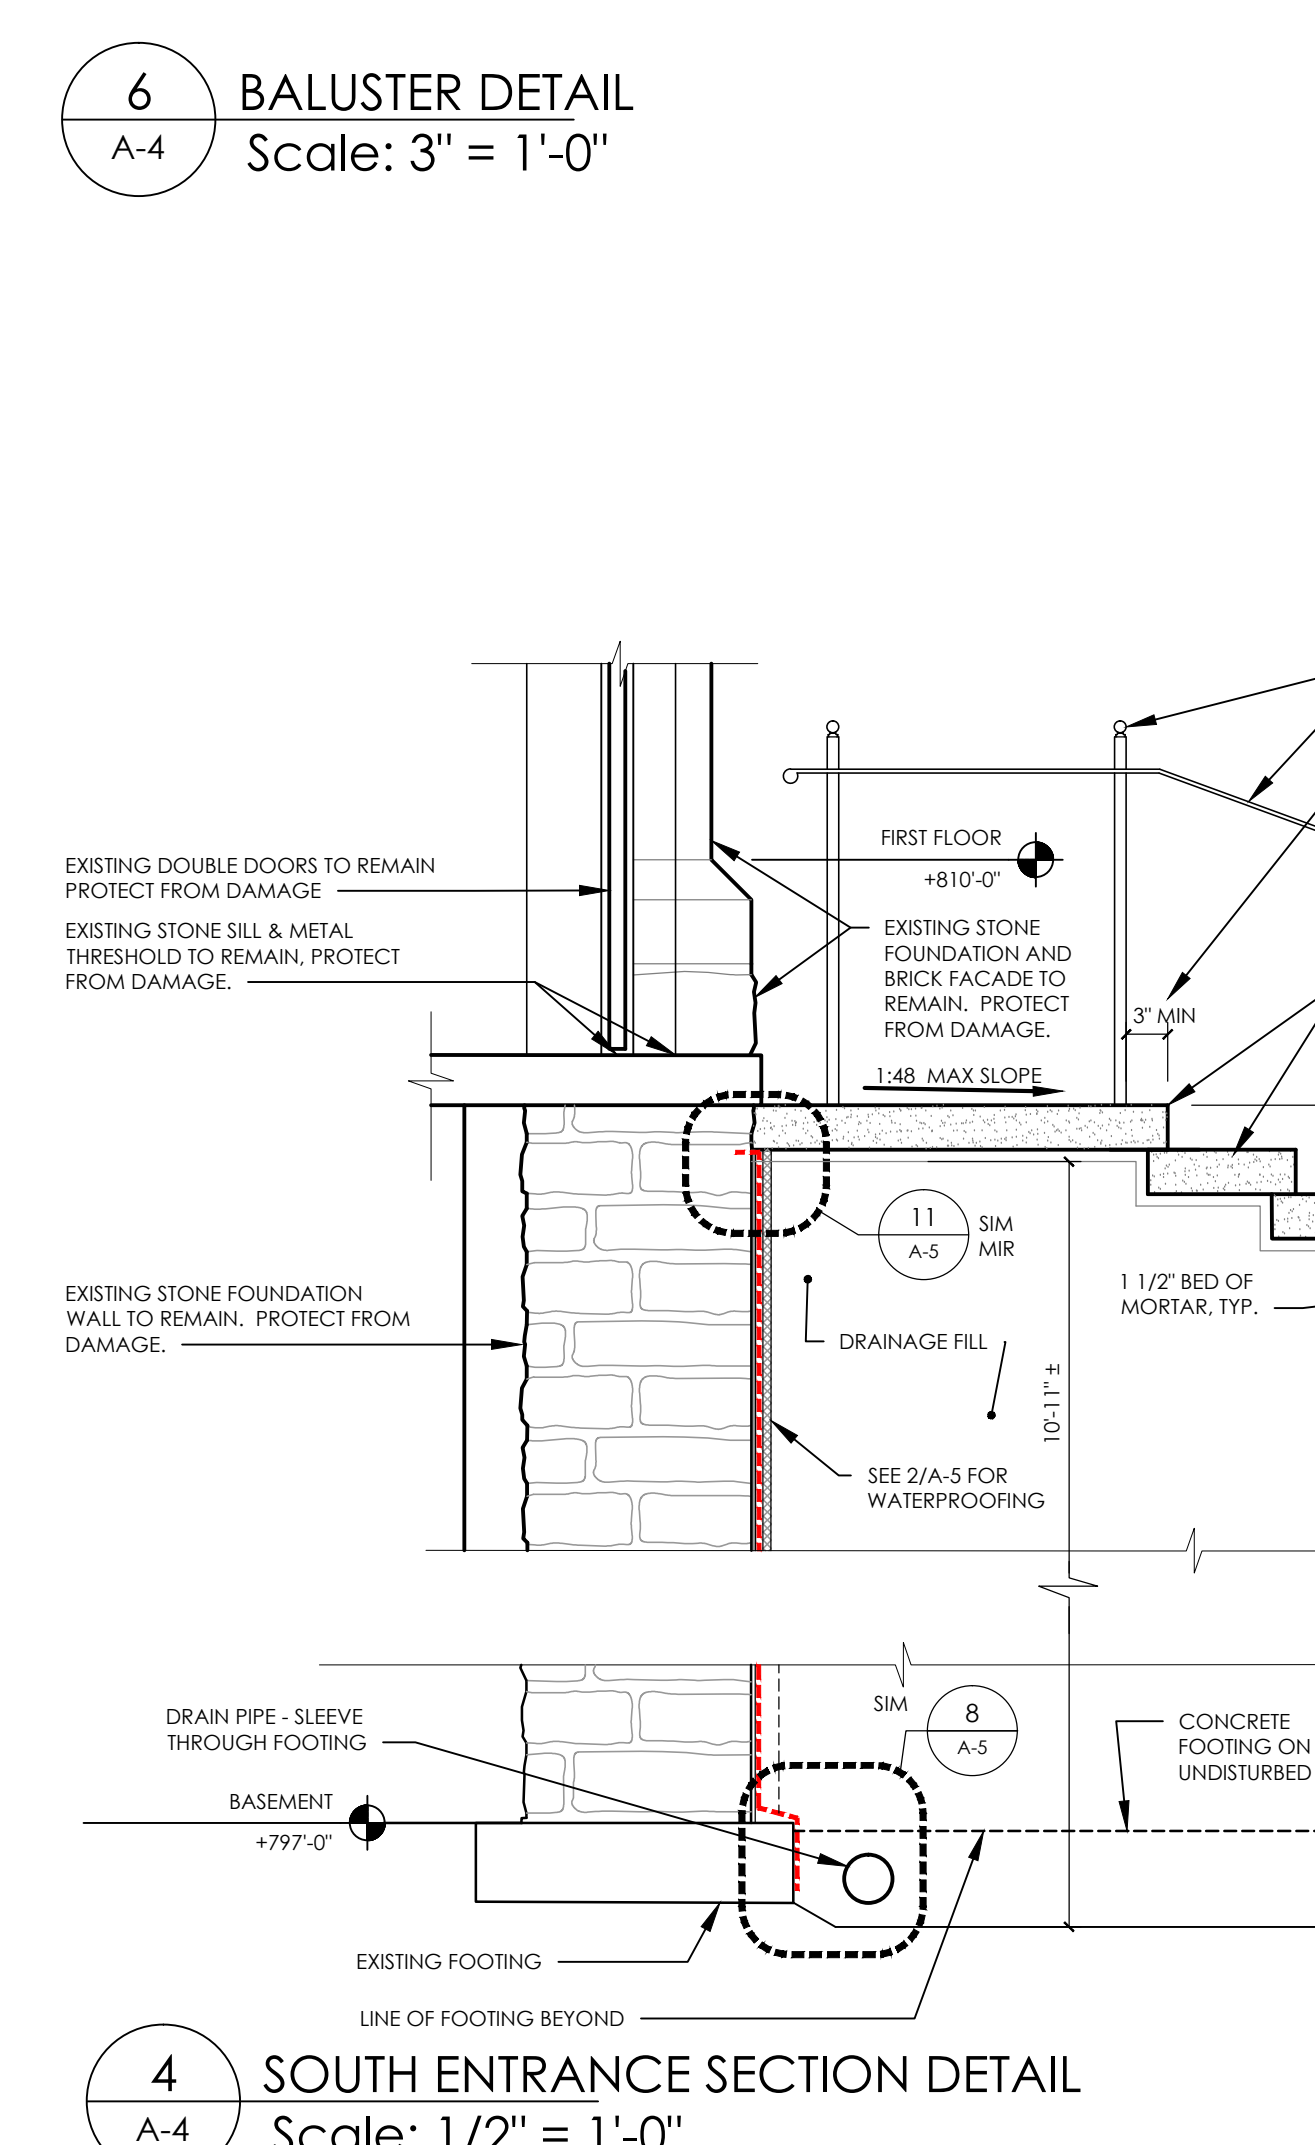 6
A-4
BALUSTER DETAIL
Scale: 3" = 1'-0"
EXISTING DOUBLE DOORS TO REMAIN
PROTECT FROM DAMAGE
EXISTING STONE SILL & METAL
THRESHOLD TO REMAIN, PROTECT
FROM DAMAGE.
FIRST FLOOR
+810'-0"
EXISTING STONE
FOUNDATION AND
BRICK FACADE TO
REMAIN.  PROTECT
FROM DAMAGE.
3" MIN
1:48  MAX SLOPE
11
A-5
SIM
MIR
EXISTING STONE FOUNDATION
WALL TO REMAIN.  PROTECT FROM
DAMAGE.
1 1/2" BED OF
MORTAR, TYP.
DRAINAGE FILL
10'-11" ±
SEE 2/A-5 FOR
WATERPROOFING
DRAIN PIPE - SLEEVE
THROUGH FOOTING
SIM
8
A-5
CONCRETE
FOOTING ON
UNDISTURBED
BASEMENT
+797'-0"
EXISTING FOOTING
LINE OF FOOTING BEYOND
4
A-4
SOUTH ENTRANCE SECTION DETAIL
Scale: 1/2" = 1'-0"